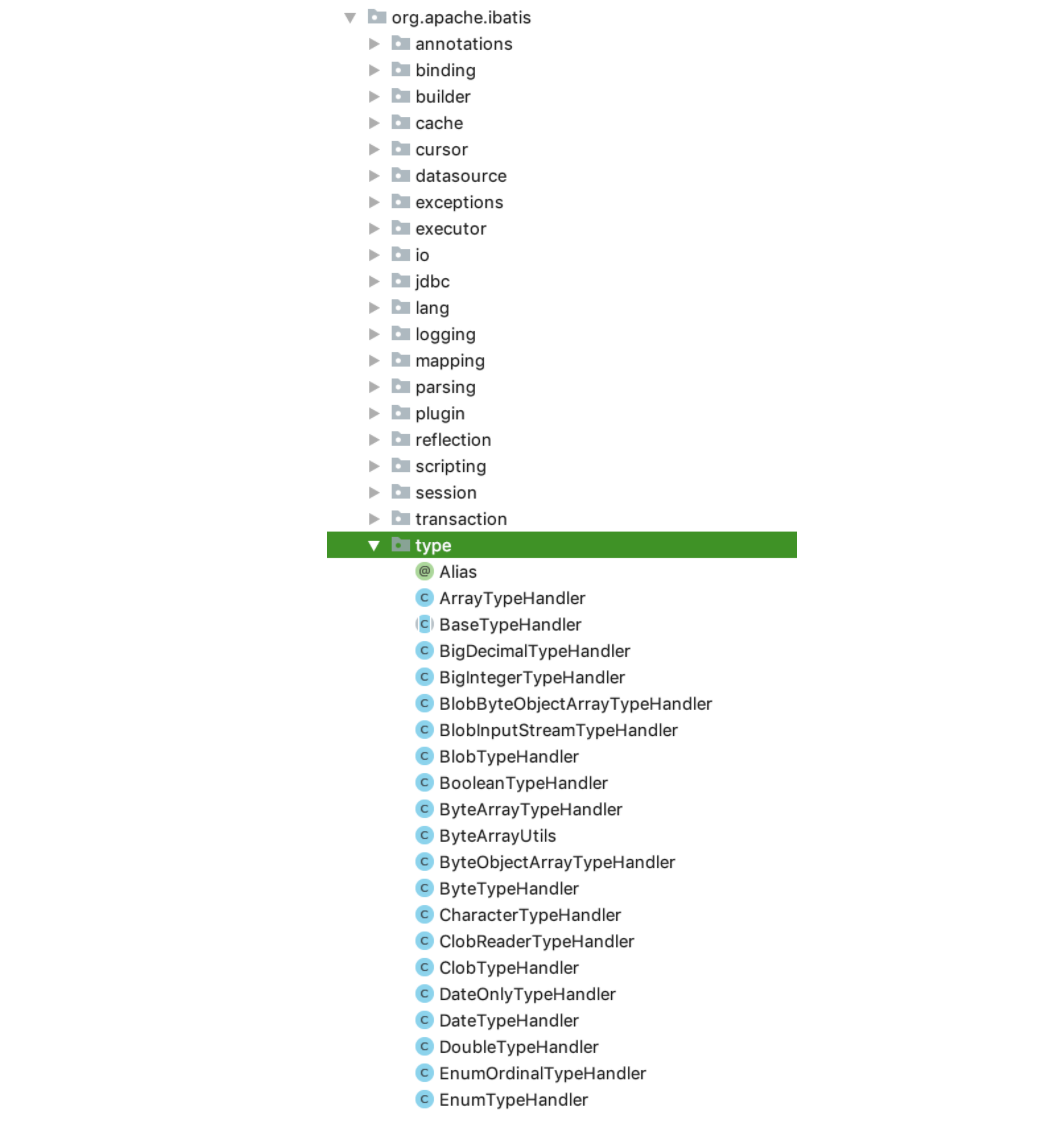 org.apache.ibatis
annotations
binding
builder
cache
cursor
datasource
exceptions
executor
io
jdbc
lang
logging
mapping
parsing
plugin
reflection
scripting
session
transaction
type
@ Alias
C ArrayTypeHandler
C BaseTypeHandler
C BigDecimalTypeHandler
C BigIntegerTypeHandler
C BlobByteObjectArrayTypeHandler
C BlobInputStreamTypeHandler
C BlobTypeHandler
C BooleanTypeHandler
C ByteArrayTypeHandler
C ByteArrayUtils
C ByteObjectArrayTypeHandler
C ByteTypeHandler
C CharacterTypeHandler
C ClobReaderTypeHandler
C ClobTypeHandler
C DateOnlyTypeHandler
C DateTypeHandler
C DoubleTypeHandler
C EnumOrdinalTypeHandler
C EnumTypeHandler